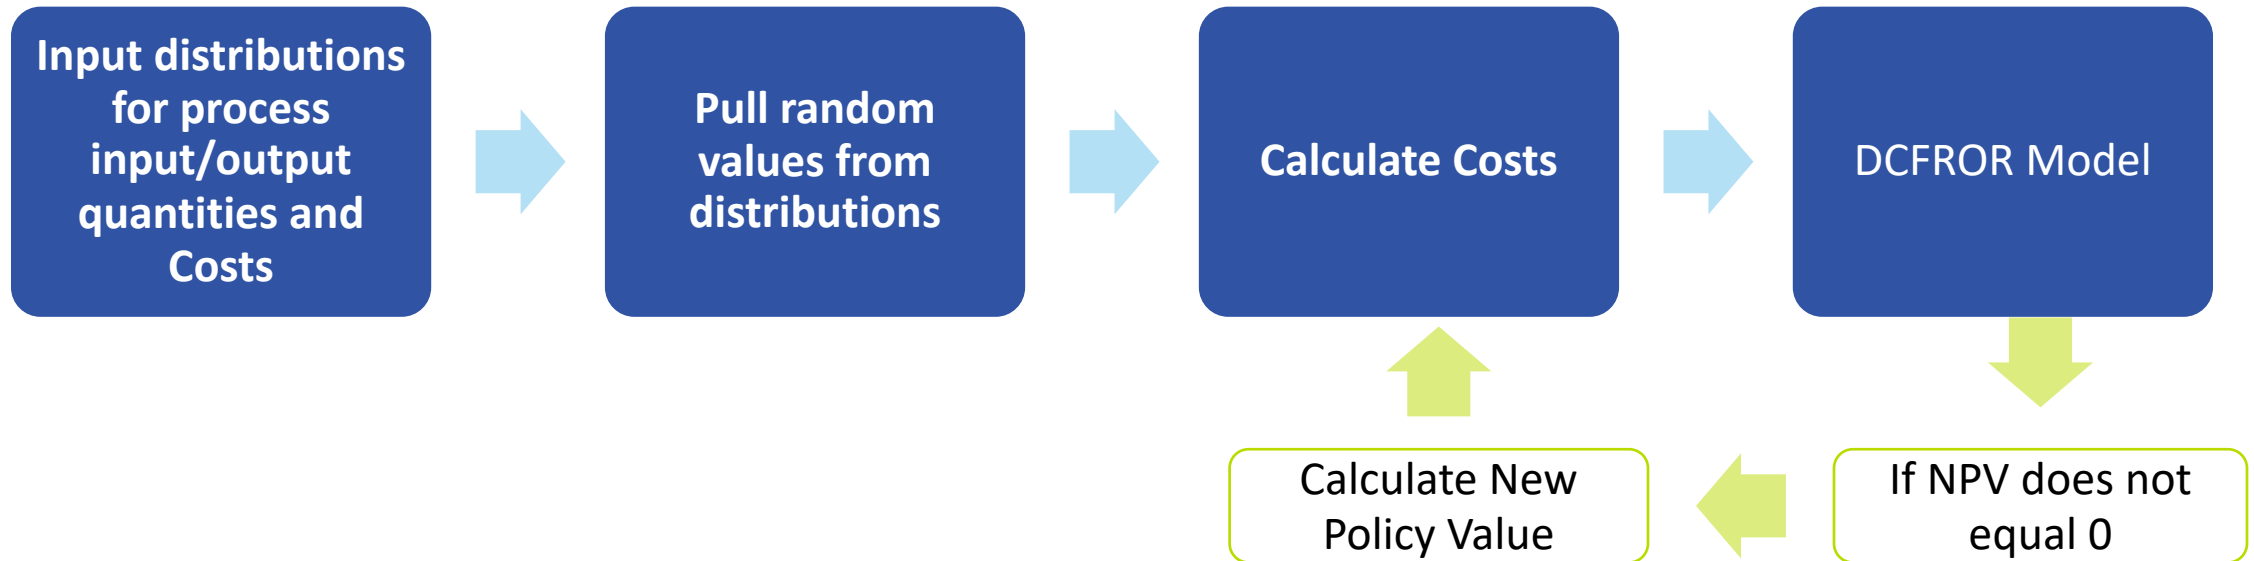 Input distributions
for process
input/output
quantities and
Costs
Pull random
values from
distributions
Calculate Costs
DCFROR Model
Calculate New
Policy Value
If NPV does not
equal 0